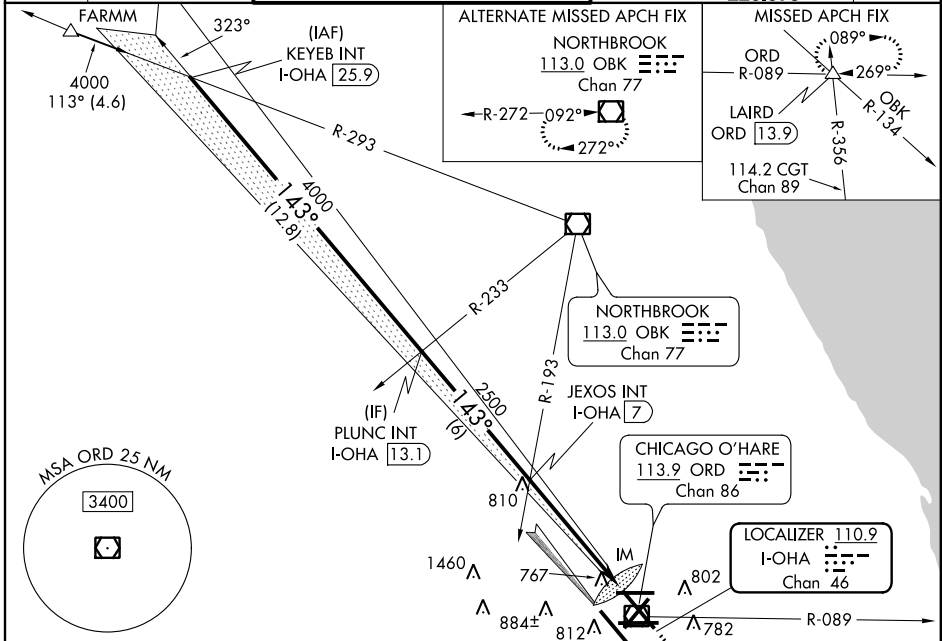 FARMM
323°
(IAF)
KEYEB INT
I-OHA 25.9
4000
113° (4.6)
R-293
4000
143°
(12.8)
ALTERNATE MISSED APCH FIX
NORTHBROOK
113.0 OBK
Chan 77
R-272
092°
272°
MISSED APCH FIX
089°
ORD
R-089
269°
LAIRD
ORD 13.9
OBK
R-134
R-356
114.2 CGT
Chan 89
R-233
NORTHBROOK
113.0 OBK
Chan 77
R-193
2500
143°
(6)
(IF)
PLUNC INT
I-OHA 13.1
JEXOS INT
I-OHA 7
CHICAGO O'HARE
113.9 ORD
Chan 86
MSA ORD 25 NM
3400
810
LOCALIZER 110.9
I-OHA
Chan 46
IM
1460
767
802
884±
812
782
R-089